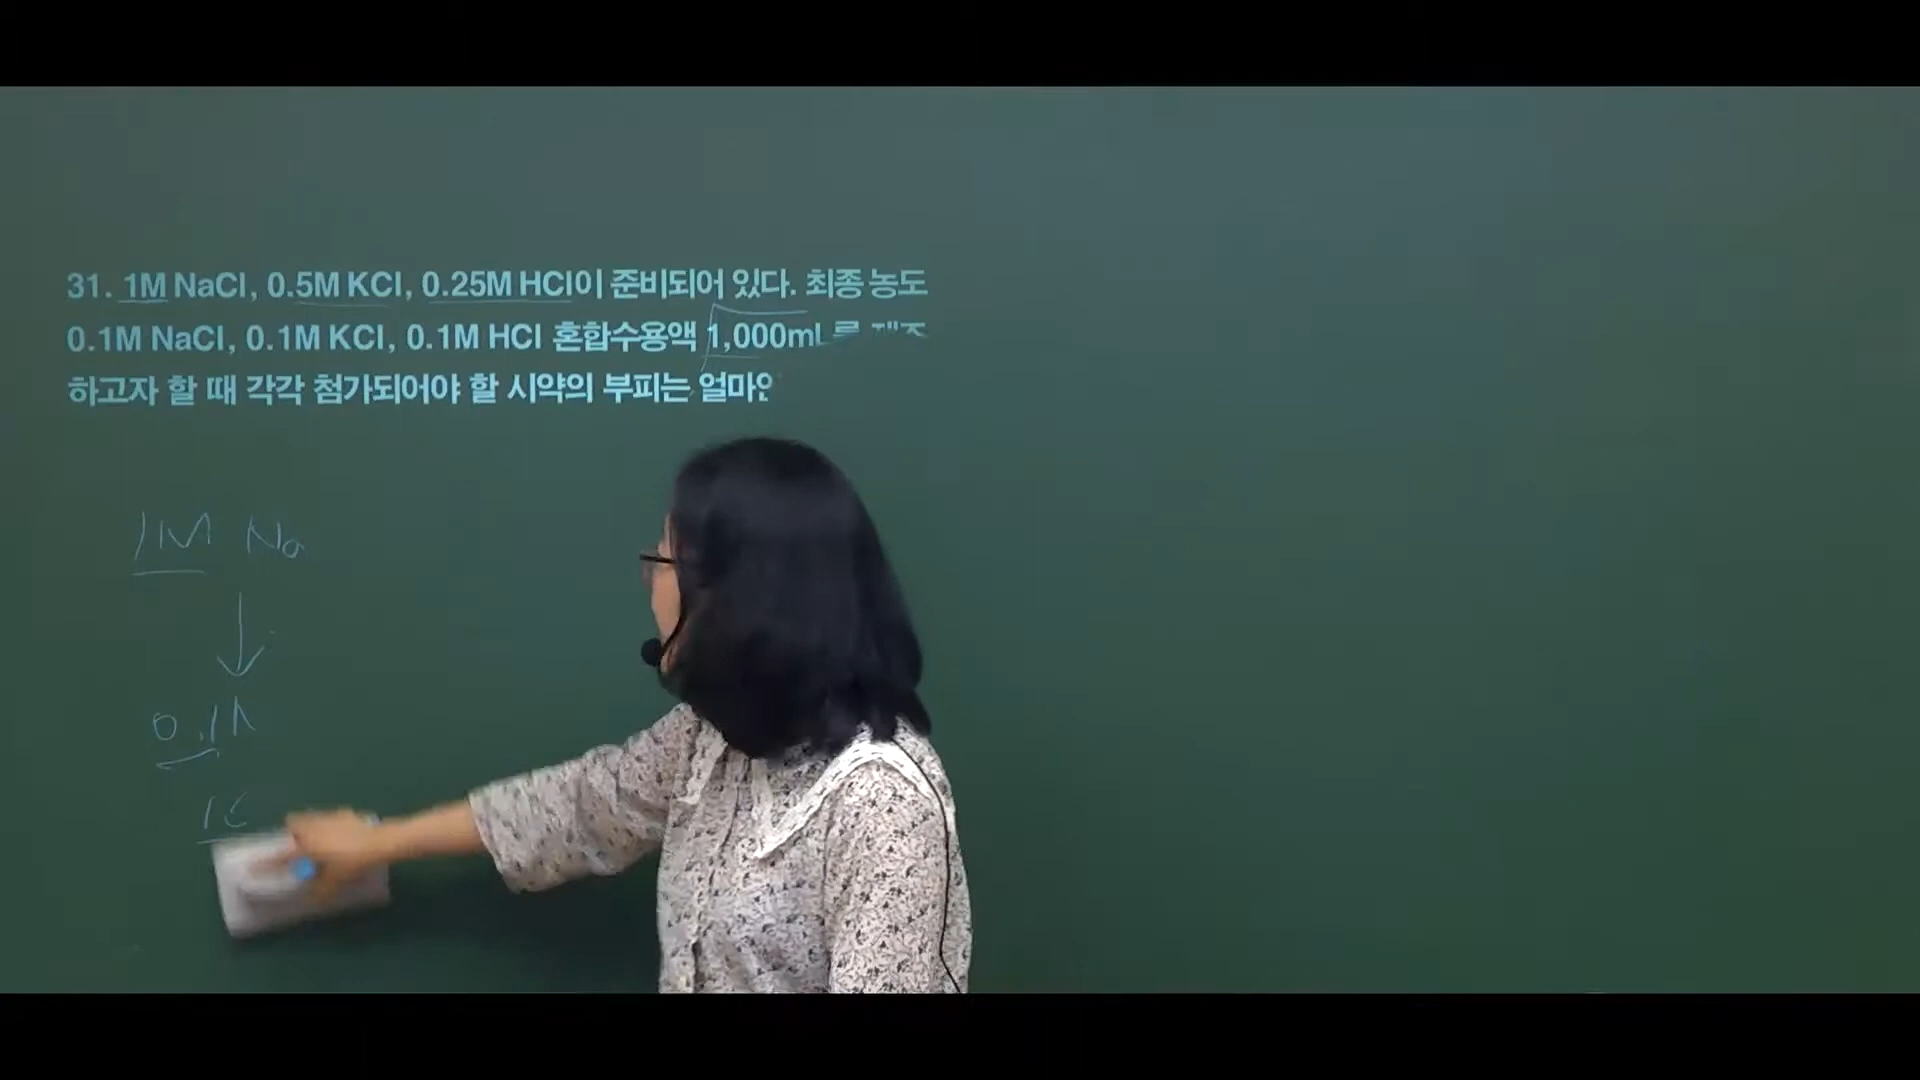 31. 1M NaCl, 0.5M KCl, 0.25M HCl이 준비되어 있다. 최종 농도
0.1M NaCl, 0.1M KCl, 0.1M HCl 혼합수용액 1,000mL를 제조
하고자 할 때 각각 첨가되어야 할 시약의 부피는
1M Na
0.1M